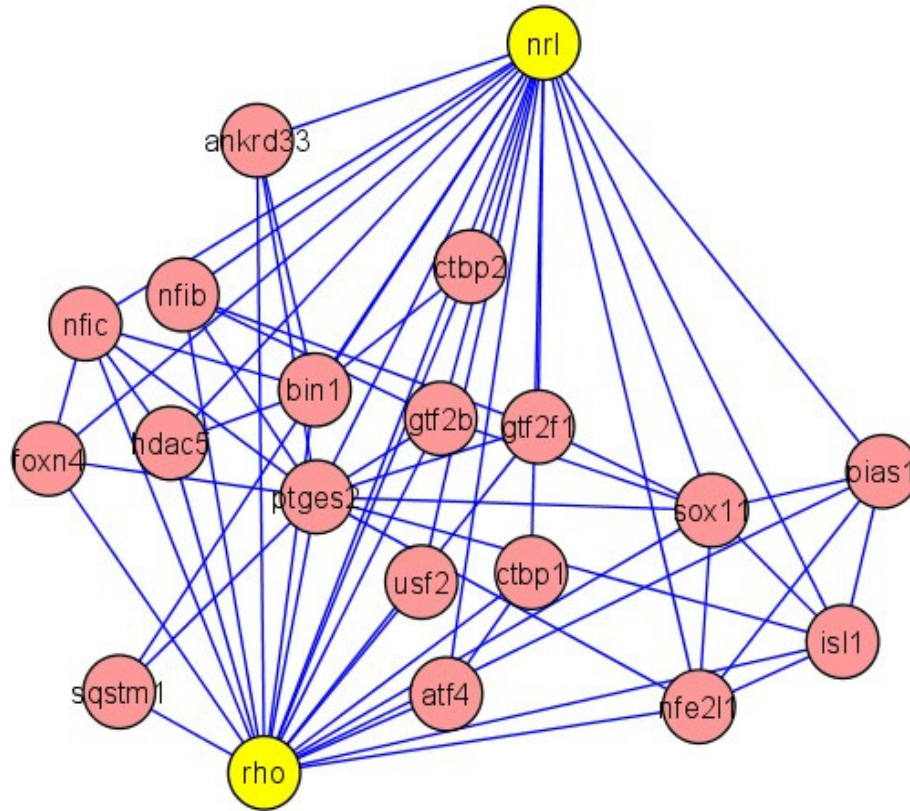 nrl
ankrd33
ctbp2
nfib
nfic
bin1
gtf2b
gtf2f1
hdac5
foxn4
pias1
ptges2
sox11
ctbp1
usf2
isl1
sqstm1
atf4
nfe2l1
rho